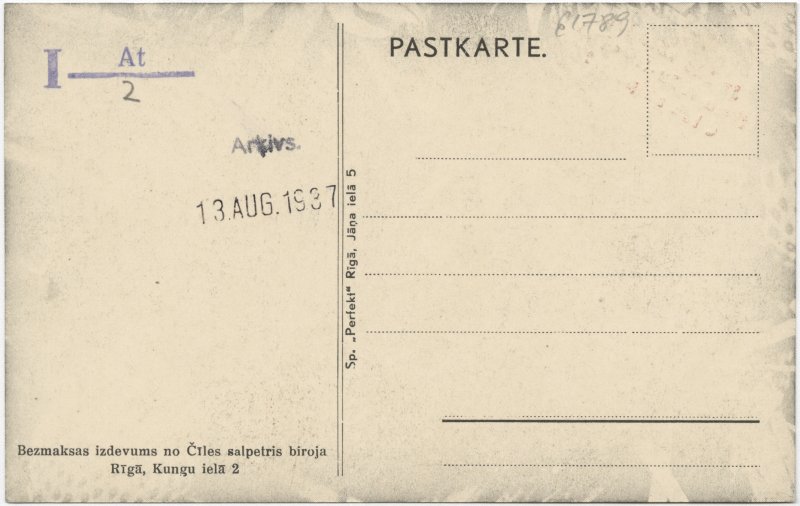 61789
PASTKARTE.
I At
2
Arķivs.
13.AUG.1937
Sp. „Perfekt“ Rīgā, Jāņa ielā 5
Bezmaksas izdevums no Čīles salpetris biroja
Rīgā, Kungu ielā 2